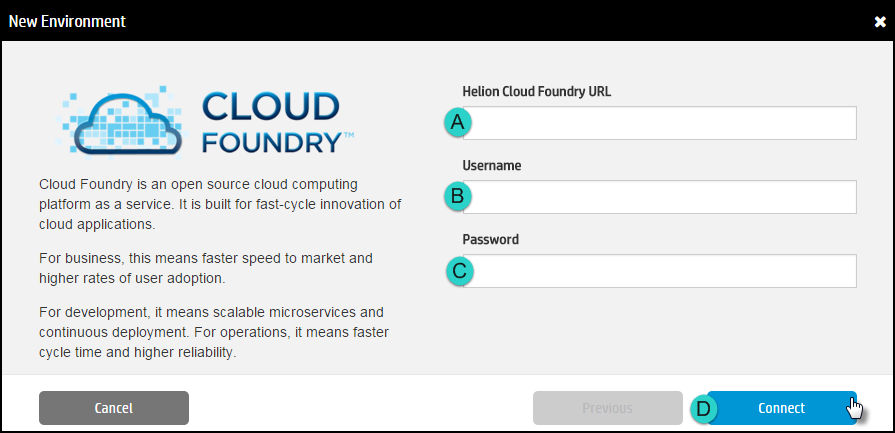 New Environment
CLOUD
FOUNDRY™
Cloud Foundry is an open source cloud computing
platform as a service. It is built for fast-cycle innovation of
cloud applications.
For business, this means faster speed to market and
higher rates of user adoption.
For development, it means scalable microservices and
continuous deployment. For operations, it means faster
cycle time and higher reliability.
Helion Cloud Foundry URL
A
Username
B
Password
C
Cancel
Previous
D Connect